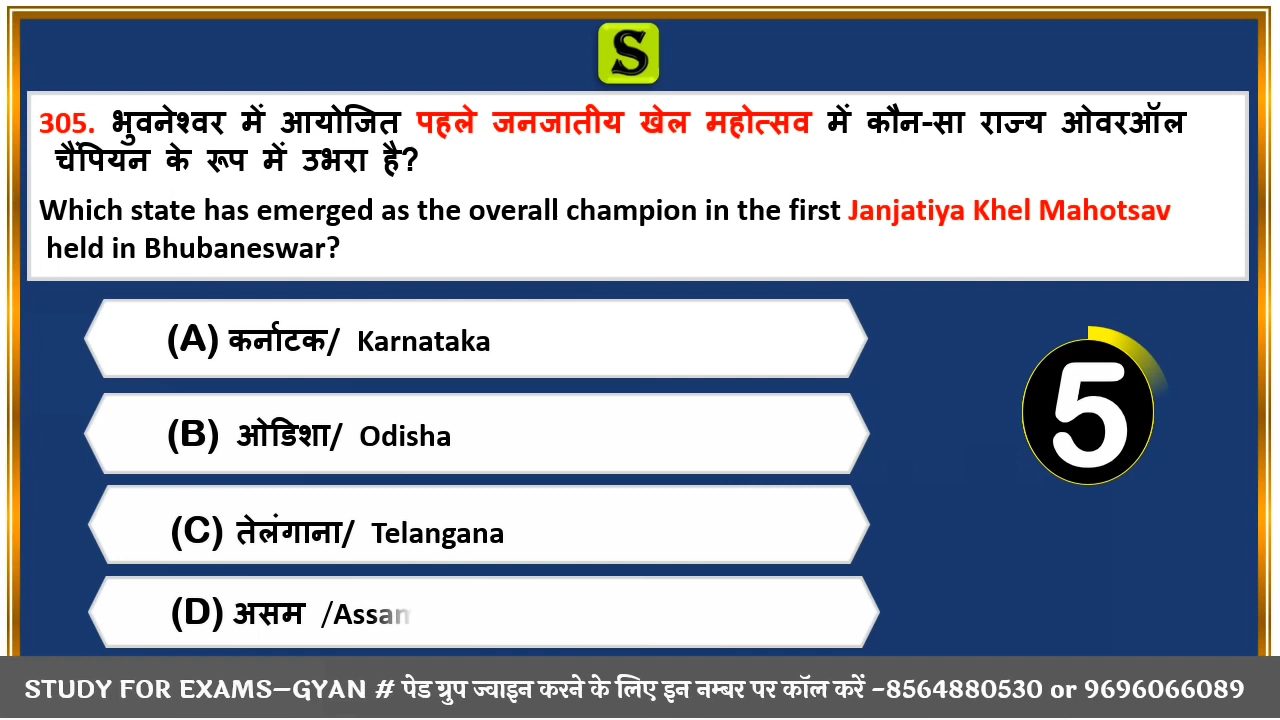 S
305. भुवनेश्वर में आयोजित पहले जनजातीय खेल महोत्सव में कौन-सा राज्य ओवरऑल
चैंपियन के रूप में उभरा है?
Which state has emerged as the overall champion in the first Janjatiya Khel Mahotsav
held in Bhubaneswar?
(A) कर्नाटक/ Karnataka
5
(B) ओडिशा/ Odisha
(C) तेलंगाना/ Telangana
(D) असम /Assam
STUDY FOR EXAMS–GYAN # पेड ग्रुप ज्वाइन करने के लिए इन नम्बर पर कॉल करें –8564880530 or 9696066089